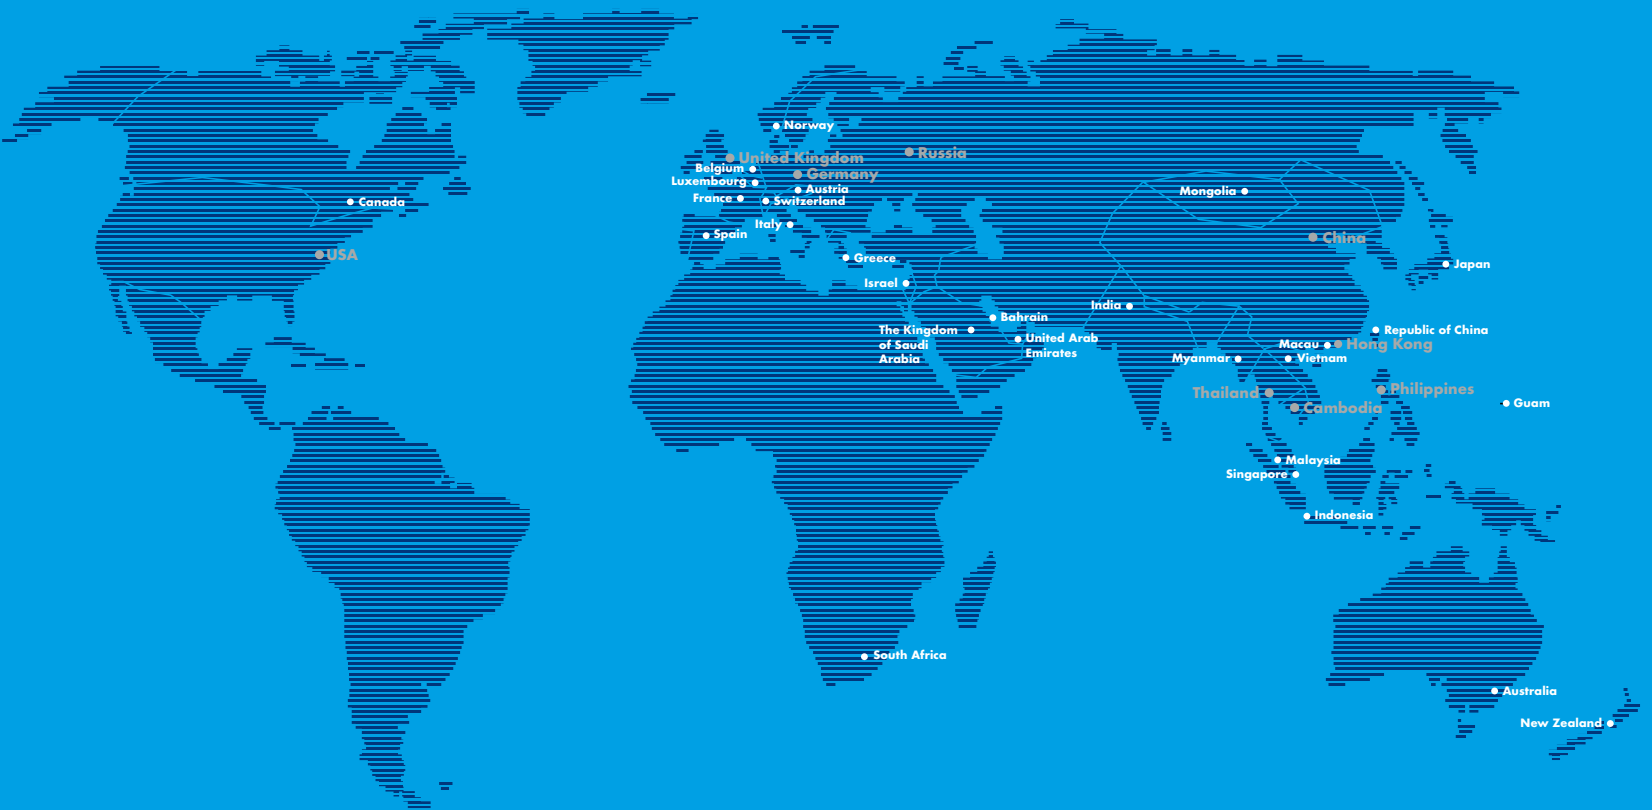 Norway
United Kingdom
Russia
Belgium
Germany
Luxembourg
Austria
Mongolia
France
Switzerland
Canada
Italy
Spain
China
USA
Greece
Japan
Israel
India
Bahrain
The Kingdom
of Saudi
Arabia
United Arab
Emirates
Republic of China
Macau
Hong Kong
Myanmar
Vietnam
Thailand
Philippines
Cambodia
Guam
Malaysia
Singapore
Indonesia
South Africa
Australia
New Zealand